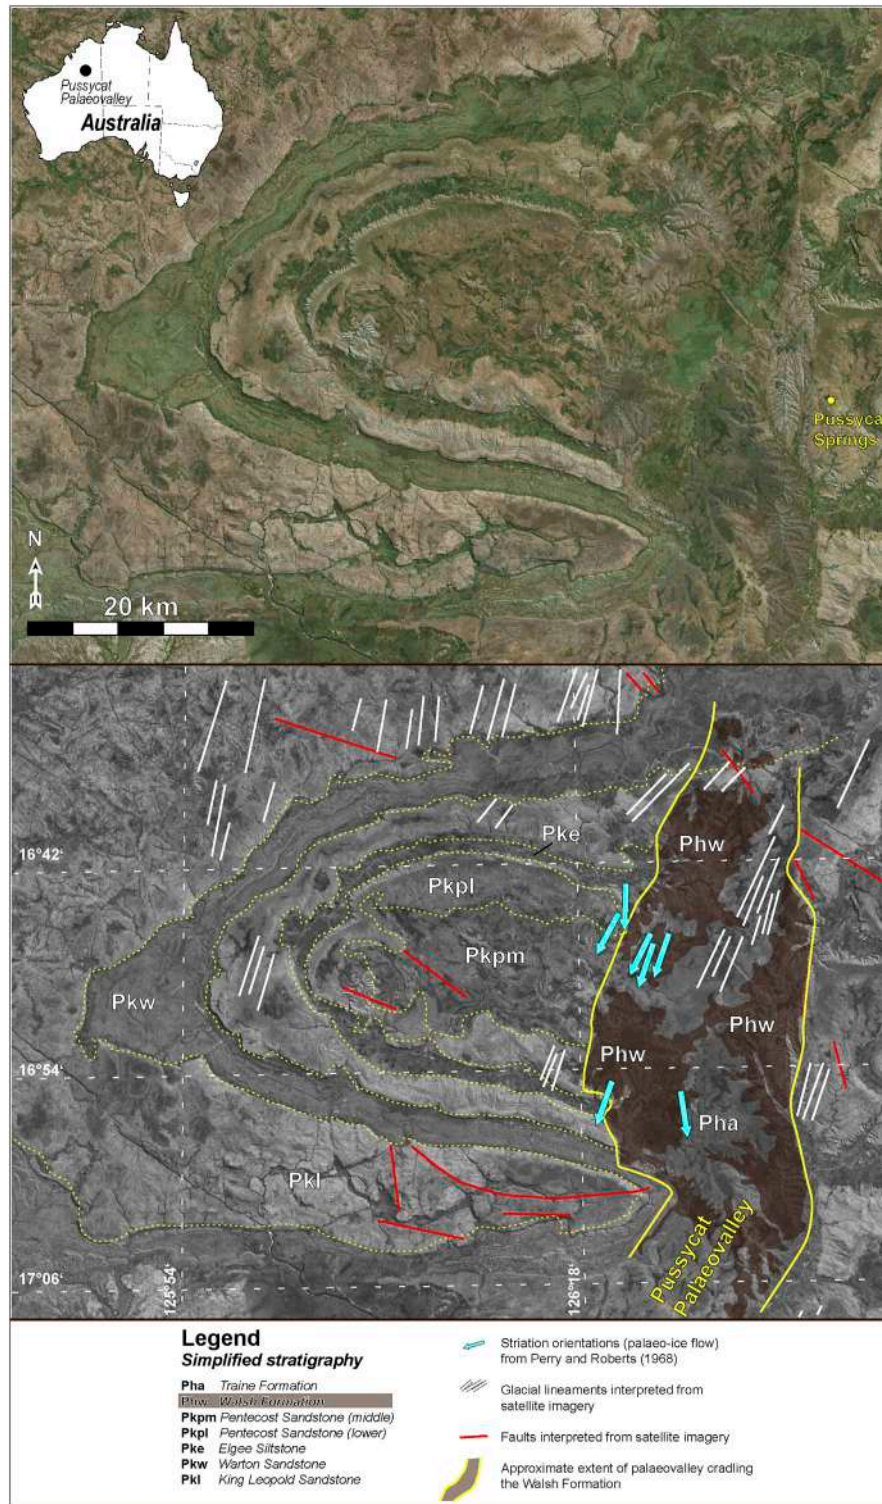 Pussycat
Palaeovalley
Australia
Pussycat
Springs
N
20 km
Pke
Phw
16°42'
Pkpl
Pkpm
Pkw
Phw
Phw
16°54'
Pha
Pkl
Pussycat
Palaeovalley
17°06'
125°54'
126°18'
Legend
Simplified stratigraphy
Pha Traine Formation
Phw Walsh Formation
Pkpm Pentecost Sandstone (middle)
Pkpl Pentecost Sandstone (lower)
Pke Elgee Siltstone
Pkw Warton Sandstone
Pkl King Leopold Sandstone
Striation orientations (palaeo-ice flow)
from Perry and Roberts (1968)
Glacial lineaments interpreted from
satellite imagery
Faults interpreted from satellite imagery
Approximate extent of palaeovalley cradling
the Walsh Formation